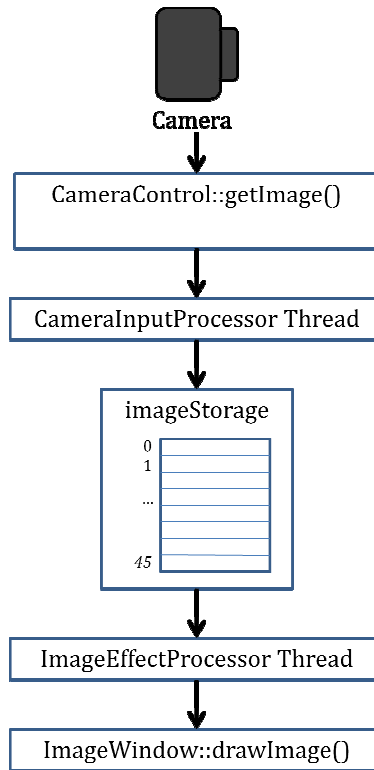 Camera
CameraControl::getImage()
CameraInputProcessor Thread
imageStorage
0
1
...
45
ImageEffectProcessor Thread
ImageWindow::drawImage()